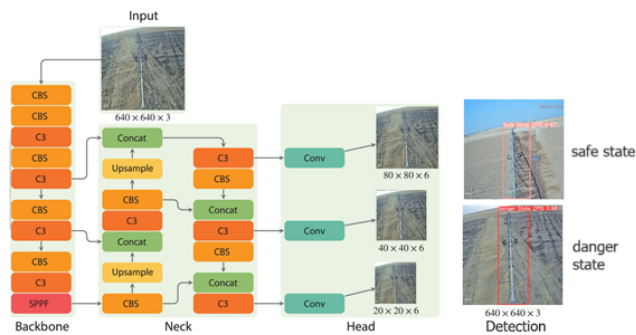 Input
640 × 640 × 3
CBS
CBS
C3
CBS
C3
CBS
C3
CBS
C3
SPPF
Backbone
Concat
Upsample
CBS
C3
Concat
Upsample
CBS
C3
CBS
Concat
C3
CBS
Concat
C3
Neck
Conv
Conv
Conv
80 × 80 × 6
40 × 40 × 6
20 × 20 × 6
Head
safe state
danger
state
640 × 640 × 3
Detection